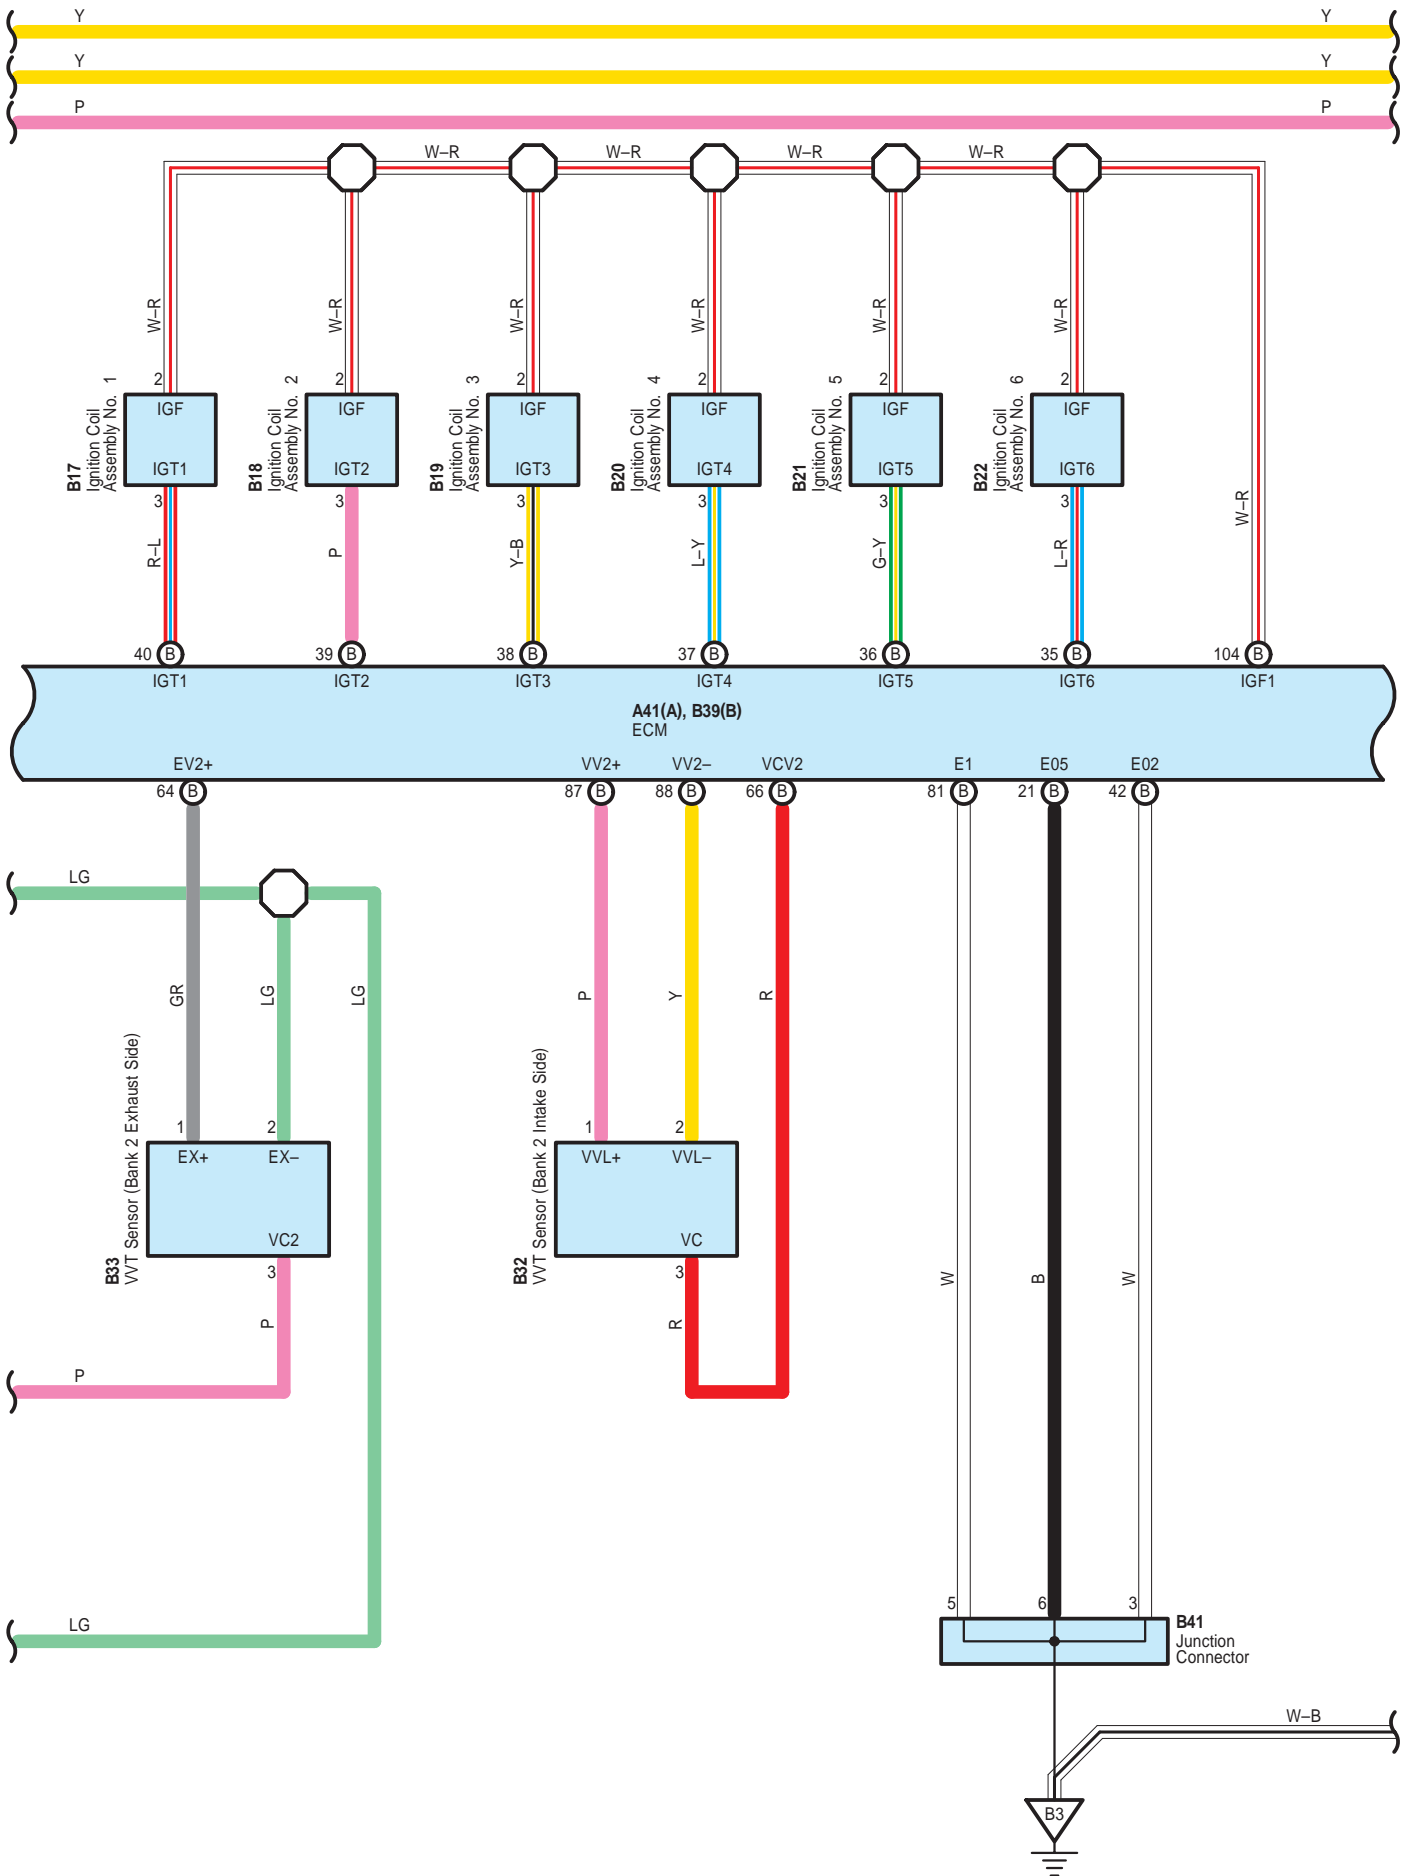 Y Y
Y Y
P P
W–R W–R W–R W–R
W–R W–R W–R W–R W–R W–R
2 2 2 2 2 2
B17
Ignition Coil
Assembly No. 1
IGF
IGT1
B18
Ignition Coil
Assembly No. 2
IGF
IGT2
B19
Ignition Coil
Assembly No. 3
IGF
IGT3
B20
Ignition Coil
Assembly No. 4
IGF
IGT4
B21
Ignition Coil
Assembly No. 5
IGF
IGT5
B22
Ignition Coil
Assembly No. 6
IGF
IGT6
3 3 3 3 3 3
R–L P Y–B L–Y G–Y L–R W–R
40 B 39 B 38 B 37 B 36 B 35 B 104 B
IGT1 IGT2 IGT3 IGT4 IGT5 IGT6 IGF1
A41(A), B39(B)
ECM
EV2+ VV2+ VV2– VCV2 E1 E05 E02
64 B 87 B 88 B 66 B 81 B 21 B 42 B
LG
GR LG LG P Y R
1 2 1 2
B33
VVT Sensor (Bank 2 Exhaust Side)
EX+ EX–
VC2
3
P
B32
VVT Sensor (Bank 2 Intake Side)
VVL+ VVL–
VC
3
R
W B W
P
LG
5 6 3
B41
Junction
Connector
W–B
B3